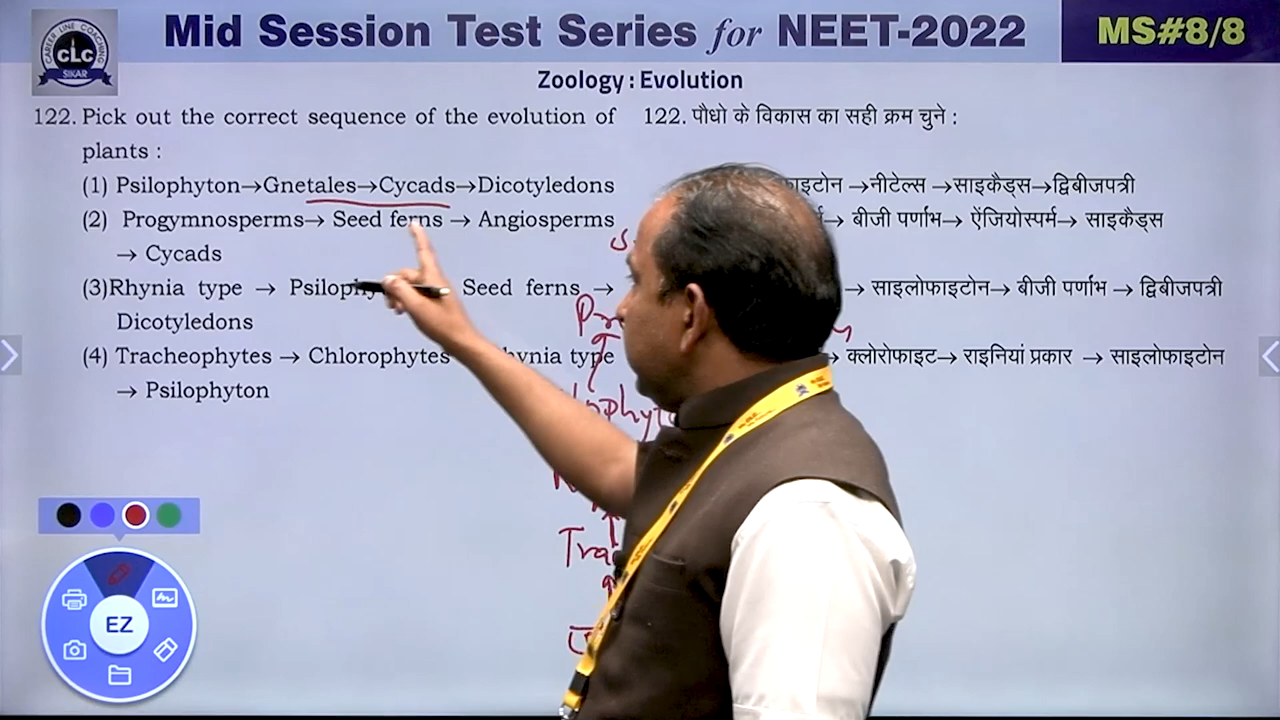 Mid Session Test Series for NEET-2022
MS#8/8
CAREER LINE COACHING
CLC
SIKAR
Zoology : Evolution
122. Pick out the correct sequence of the evolution of
plants :
(1) Psilophyton→Gnetales→Cycads→Dicotyledons
(2) Progymnosperms→ Seed ferns → Angiosperms
→ Cycads
(3)Rhynia type → Seed ferns →
Dicotyledons
(4) Tracheophytes → Chlorophytes type
→ Psilophyton
122. पौधो के विकास का सही क्रम चुने :
→नीटेल्स →साइकैड्स→द्विबीजपत्री
→ बीजी पर्णाभ→ ऐंजियोस्पर्म → साइकैड्स
→ साइलोफाइटोन→ बीजी पर्णाभ → द्विबीजपत्री
→ क्लोरोफाइट→ राइनियां प्रकार → साइलोफाइटोन
EZ